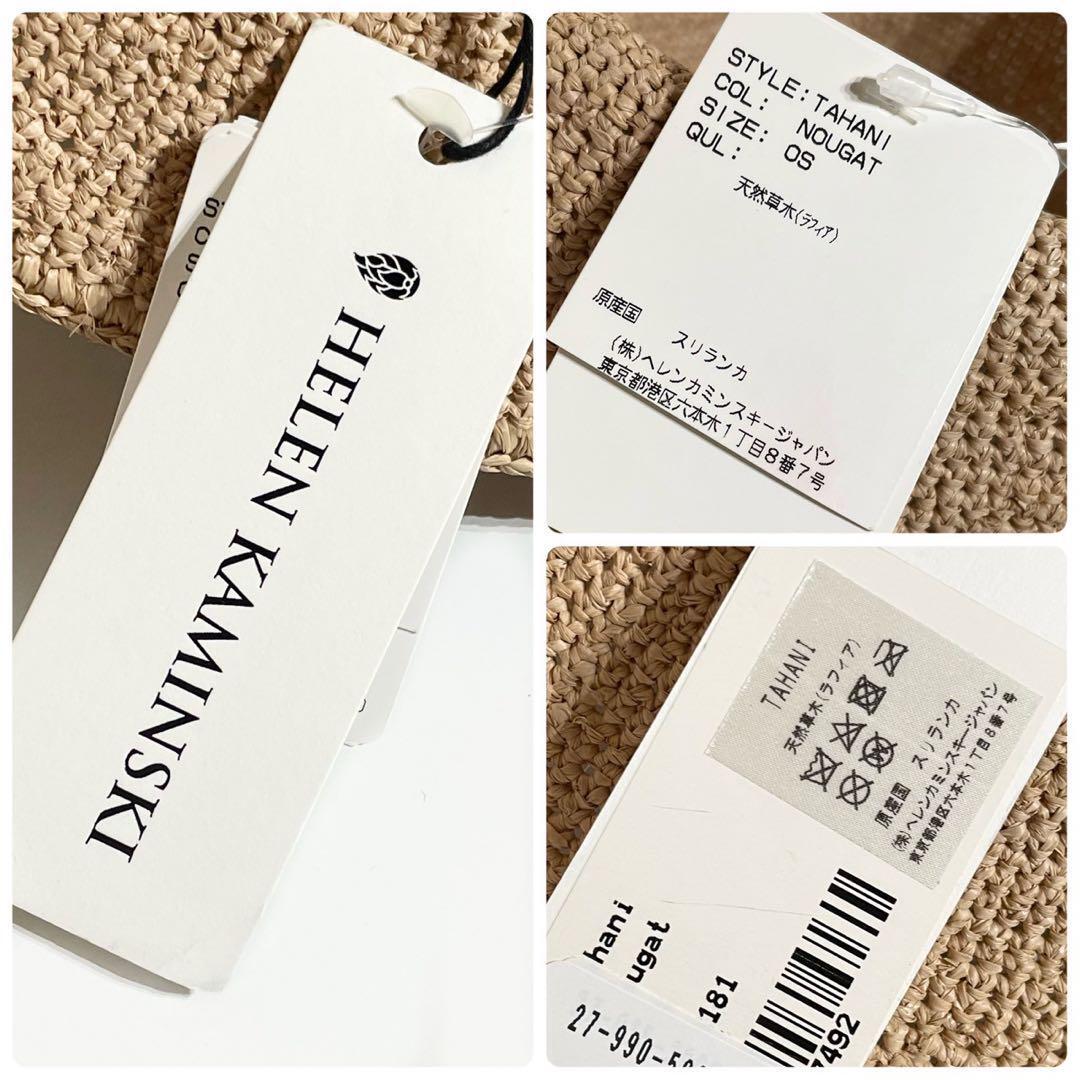 HELEN KAMINSKI
STYLE: TAHANI
COL: NOUGAT
SIZE: OS
QUL:
天然草木(ラフィア)
原産国 スリランカ
(株)ヘレンカミンスキージャパン
東京都港区六本木1丁目8番7号
TAHANI
天然草木(ラフィア)
原産国 スリランカ
(株)ヘレンカミンスキージャパン
東京都港区六本木1丁目8番7号
hani
ugat
181
7492
27-990-5